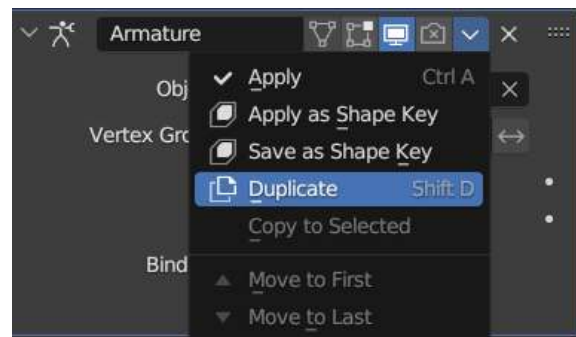 Armature
Obj
Apply Ctrl A
Apply as Shape Key
Vertex Gro
Save as Shape Key
Duplicate Shift D
Copy to Selected
Bind
Move to First
Move to Last